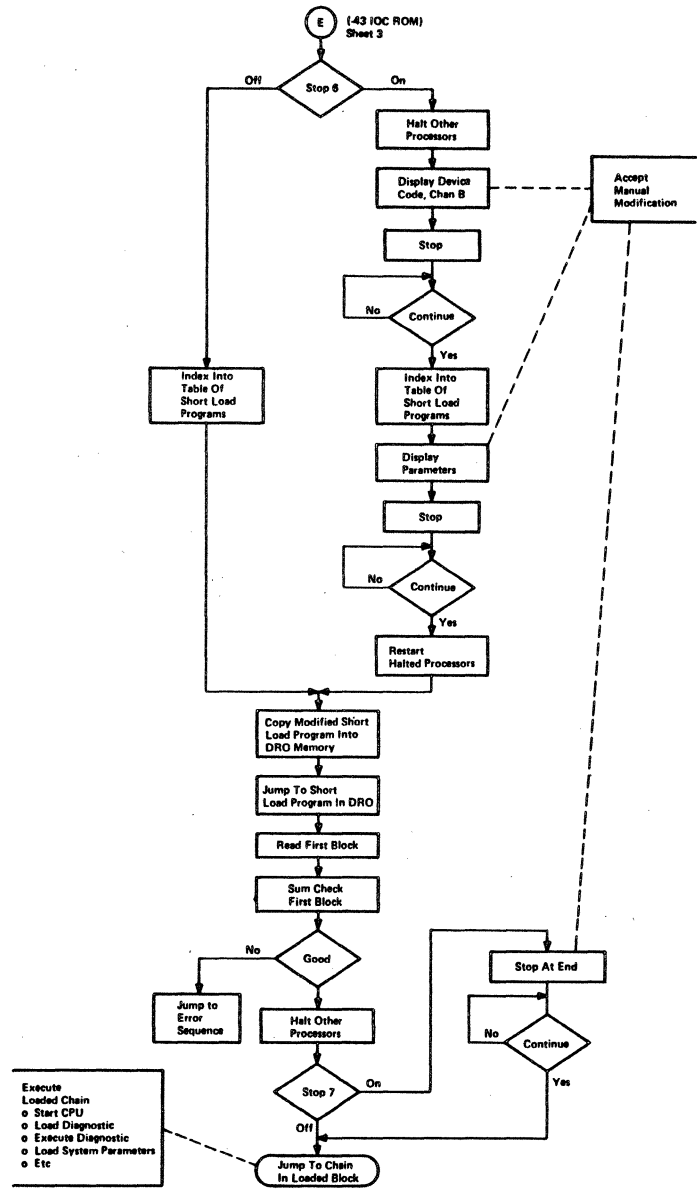 E
(-43 IOC ROM)
Sheet 3
Off
Stop 6
On
Halt Other
Processors
Display Device
Code, Chan B
Accept
Manual
Modification
Stop
No
Continue
Yes
Index Into
Table Of
Short Load
Programs
Index Into
Table Of
Short Load
Programs
Display
Parameters
Stop
No
Continue
Yes
Restart
Halted Processors
Copy Modified Short
Load Program Into
DRO Memory
Jump To Short
Load Program In DRO
Read First Block
Sum Check
First Block
No
Good
Stop At End
Jump to
Error
Sequence
Halt Other
Processors
No
Continue
Yes
Stop 7
On
Off
Execute
Loaded Chain
o Start CPU
o Load Diagnostic
o Execute Diagnostic
o Load System Parameters
o Etc
Jump To Chain
In Loaded Block